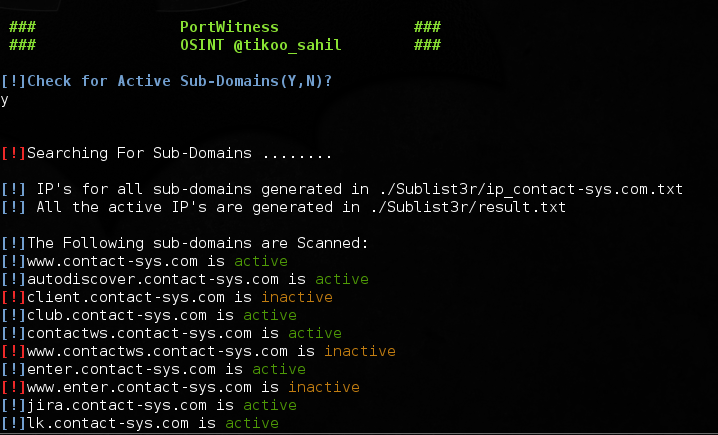 ### PortWitness ###
### OSINT @tikoo_sahil ###
[!]Check for Active Sub-Domains(Y,N)?
y
[!]Searching For Sub-Domains ........
[!] IP's for all sub-domains generated in ./Sublist3r/ip_contact-sys.com.txt
[!] All the active IP's are generated in ./Sublist3r/result.txt
[!]The Following sub-domains are Scanned:
[!]www.contact-sys.com is active
[!]autodiscover.contact-sys.com is active
[!]client.contact-sys.com is inactive
[!]club.contact-sys.com is active
[!]contactws.contact-sys.com is active
[!]www.contactws.contact-sys.com is inactive
[!]enter.contact-sys.com is active
[!]www.enter.contact-sys.com is inactive
[!]jira.contact-sys.com is active
[!]lk.contact-sys.com is active